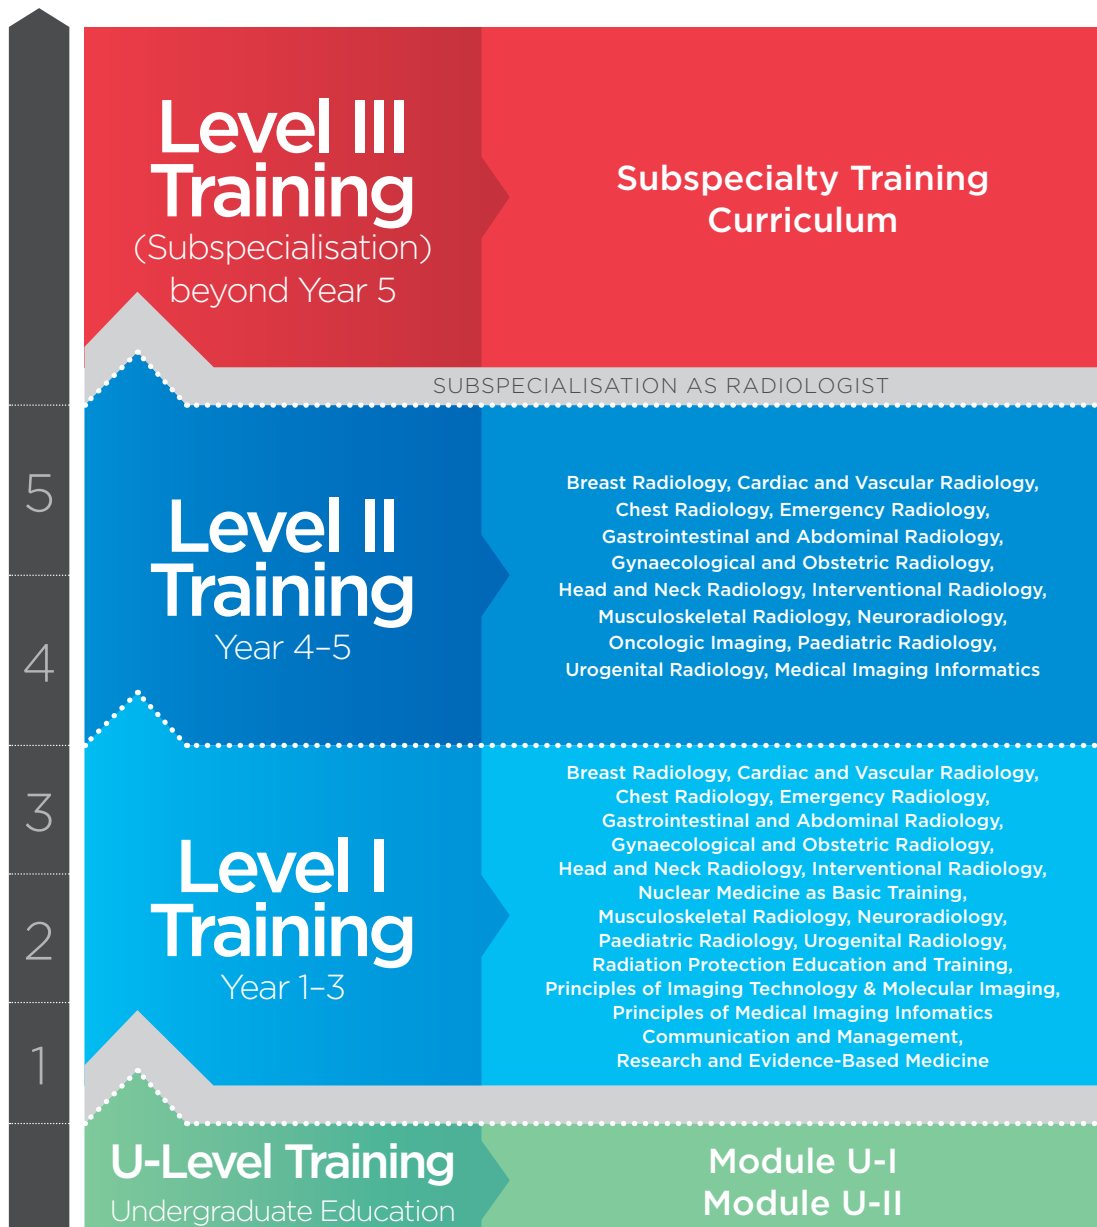 Level III
Training
(Subspecialisation)
beyond Year 5
Subspecialty Training
Curriculum
SUBSPECIALISATION AS RADIOLOGIST
5
4
Level II
Training
Year 4–5
Breast Radiology, Cardiac and Vascular Radiology,
Chest Radiology, Emergency Radiology,
Gastrointestinal and Abdominal Radiology,
Gynaecological and Obstetric Radiology,
Head and Neck Radiology, Interventional Radiology,
Musculoskeletal Radiology, Neuroradiology,
Oncologic Imaging, Paediatric Radiology,
Urogenital Radiology, Medical Imaging Informatics
3
2
1
Level I
Training
Year 1–3
Breast Radiology, Cardiac and Vascular Radiology,
Chest Radiology, Emergency Radiology,
Gastrointestinal and Abdominal Radiology,
Gynaecological and Obstetric Radiology,
Head and Neck Radiology, Interventional Radiology,
Nuclear Medicine as Basic Training,
Musculoskeletal Radiology, Neuroradiology,
Paediatric Radiology, Urogenital Radiology,
Radiation Protection Education and Training,
Principles of Imaging Technology & Molecular Imaging,
Principles of Medical Imaging Infomatics
Communication and Management,
Research and Evidence-Based Medicine
U-Level Training
Undergraduate Education
Module U-I
Module U-II